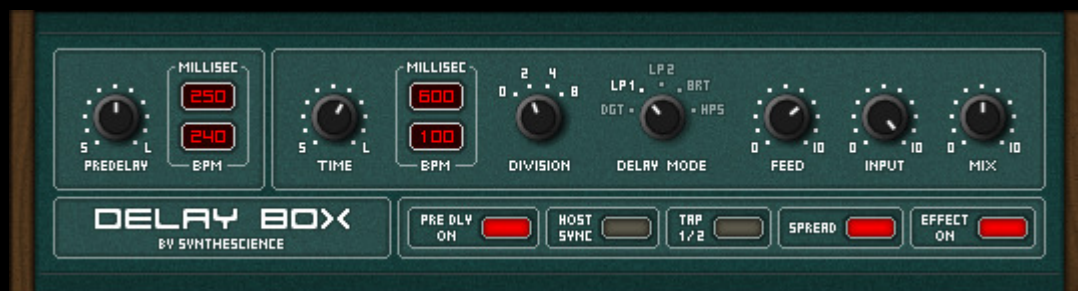 MILLISEC
250
240
BPM
S L
PREDELAY
MILLISEC
600
100
BPM
S L
TIME
0 2 4 8
DIVISION
DGT LP1 LP2 BRT HPS
DELAY MODE
0 10
FEED
0 10
INPUT
0 10
MIX
DELAY BOX
BY SYNTHESCIENCE
PRE DLY
ON
HOST
SYNC
TAP
1/2
SPREAD
EFFECT
ON